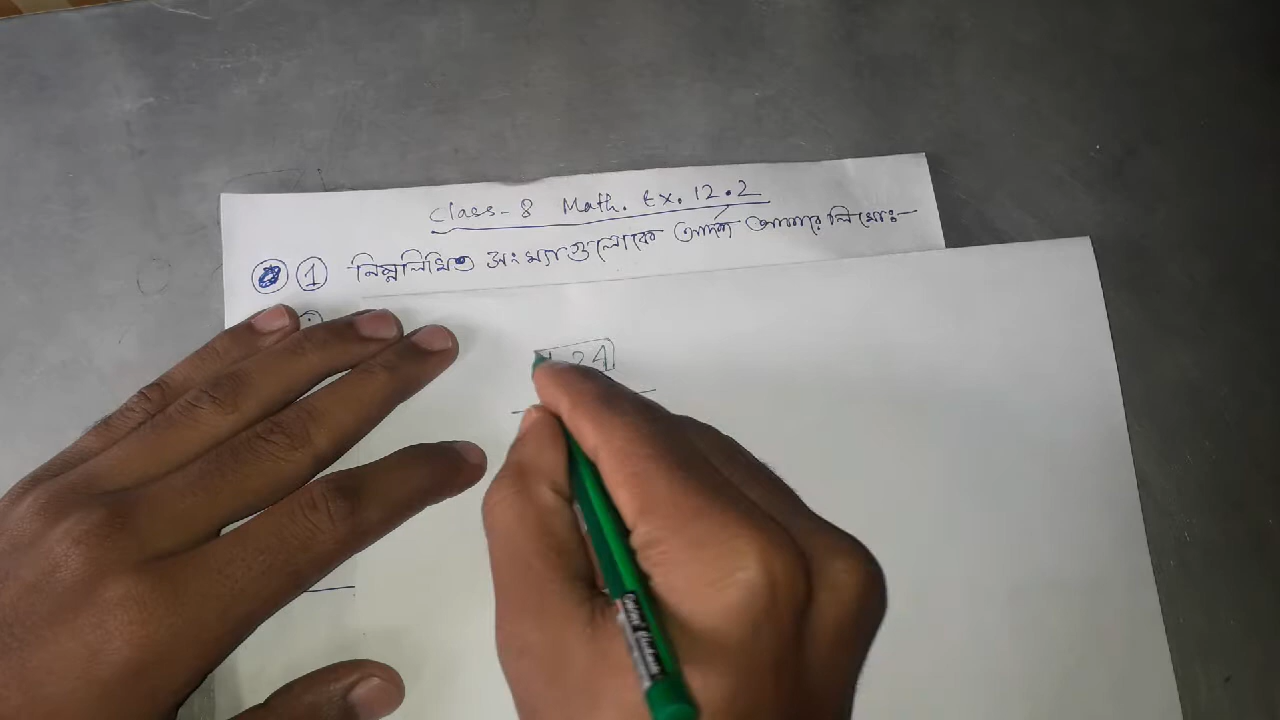 Class - 8 Math. Ex. 12.2
① নিম্নলিখিত সংখ্যাগুলোকে আদর্শ আকারে লিখো :-
24